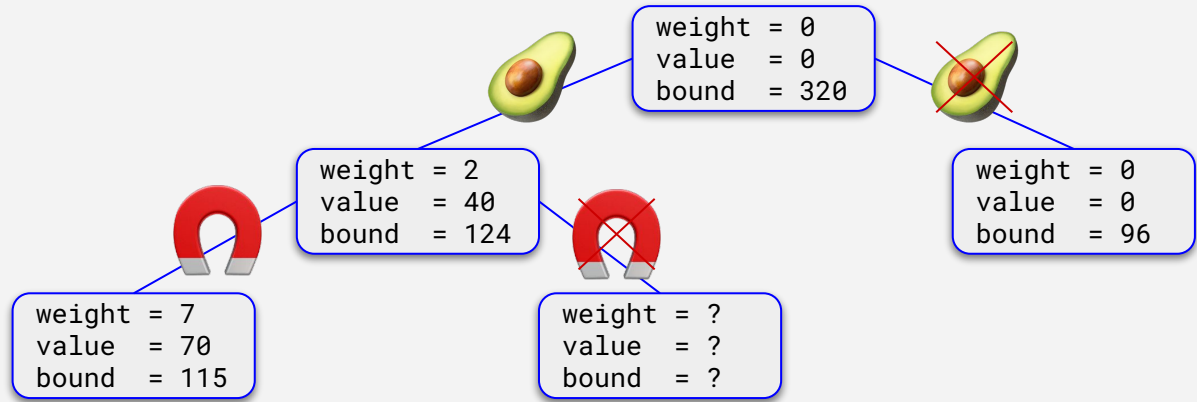 weight = 0
value  = 0
bound  = 320
weight = 2
value  = 40
bound  = 124
weight = 0
value  = 0
bound  = 96
weight = 7
value  = 70
bound  = 115
weight = ?
value  = ?
bound  = ?